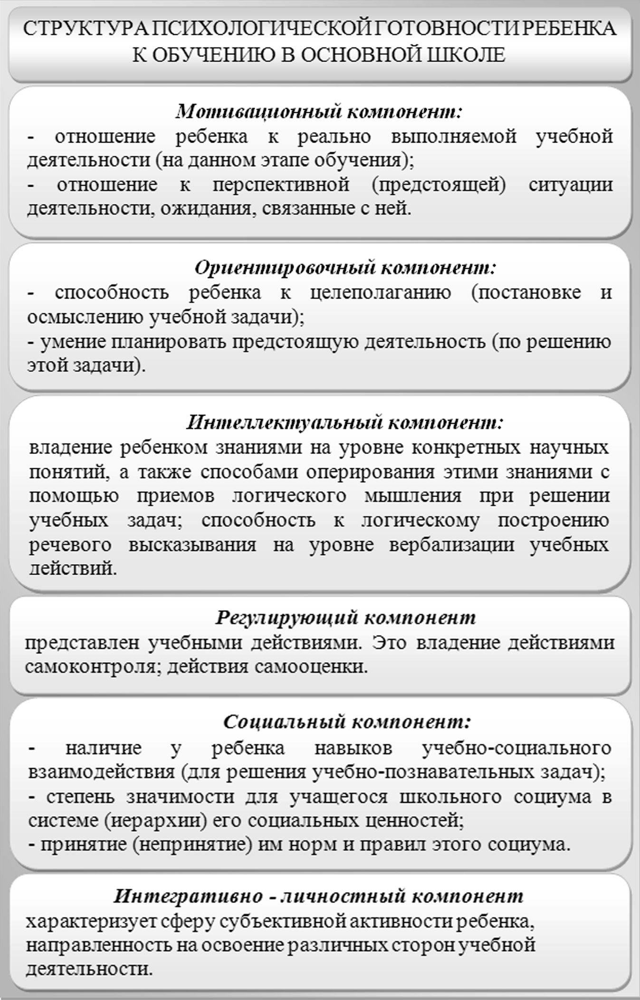 СТРУКТУРА ПСИХОЛОГИЧЕСКОЙ ГОТОВНОСТИ РЕБЕНКА
К ОБУЧЕНИЮ В ОСНОВНОЙ ШКОЛЕ
Мотивационный компонент:
- отношение ребенка к реально выполняемой учебной
деятельности (на данном этапе обучения);
- отношение к перспективной (предстоящей) ситуации
деятельности, ожидания, связанные с ней.
Ориентировочный компонент:
- способность ребенка к целеполаганию (постановке и
осмыслению учебной задачи);
- умение планировать предстоящую деятельность (по решению
этой задачи).
Интеллектуальный компонент:
владение ребенком знаниями на уровне конкретных научных
понятий, а также способами оперирования этими знаниями с
помощью приемов логического мышления при решении
учебных задач; способность к логическому построению
речевого высказывания на уровне вербализации учебных
действий.
Регулирующий компонент
представлен учебными действиями. Это владение действиями
самоконтроля; действия самооценки.
Социальный компонент:
- наличие у ребенка навыков учебно-социального
взаимодействия (для решения учебно-познавательных задач);
- степень значимости для учащегося школьного социума в
системе (иерархии) его социальных ценностей;
- принятие (непринятие) им норм и правил этого социума.
Интегративно - личностный компонент
характеризует сферу субъективной активности ребенка,
направленность на освоение различных сторон учебной
деятельности.